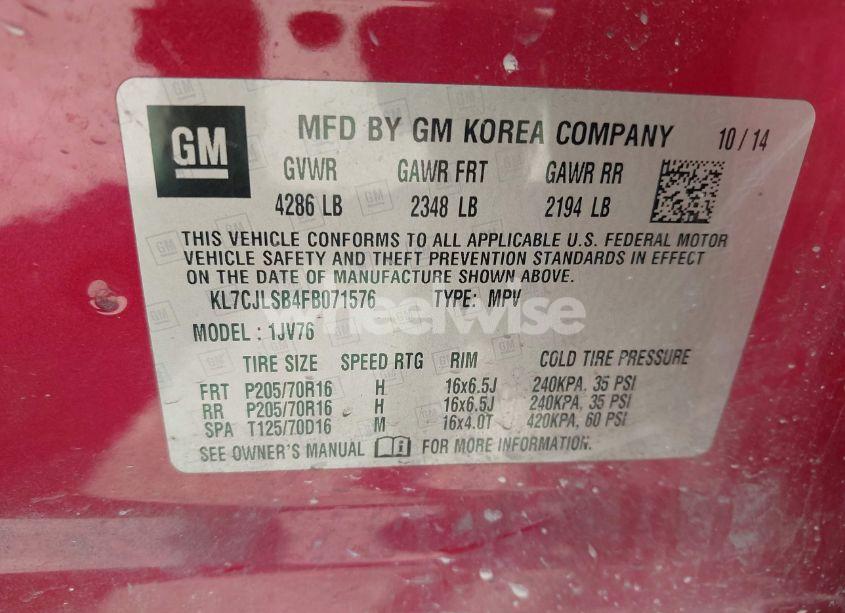 GM MFD BY GM KOREA COMPANY 10 / 14
GVWR GAWR FRT GAWR RR
4286 LB 2348 LB 2194 LB
THIS VEHICLE CONFORMS TO ALL APPLICABLE U.S. FEDERAL MOTOR
VEHICLE SAFETY AND THEFT PREVENTION STANDARDS IN EFFECT
ON THE DATE OF MANUFACTURE SHOWN ABOVE.
KL7CJLSB4FB071576 TYPE: MPV
wheelwise
MODEL : 1JV76
TIRE SIZE SPEED RTG RIM COLD TIRE PRESSURE
FRT P205/70R16 H 16x6.5J 240KPA, 35 PSI
RR P205/70R16 H 16x6.5J 240KPA, 35 PSI
SPA T125/70D16 M 16x4.0T 420KPA, 60 PSI
SEE OWNER'S MANUAL FOR MORE INFORMATION.